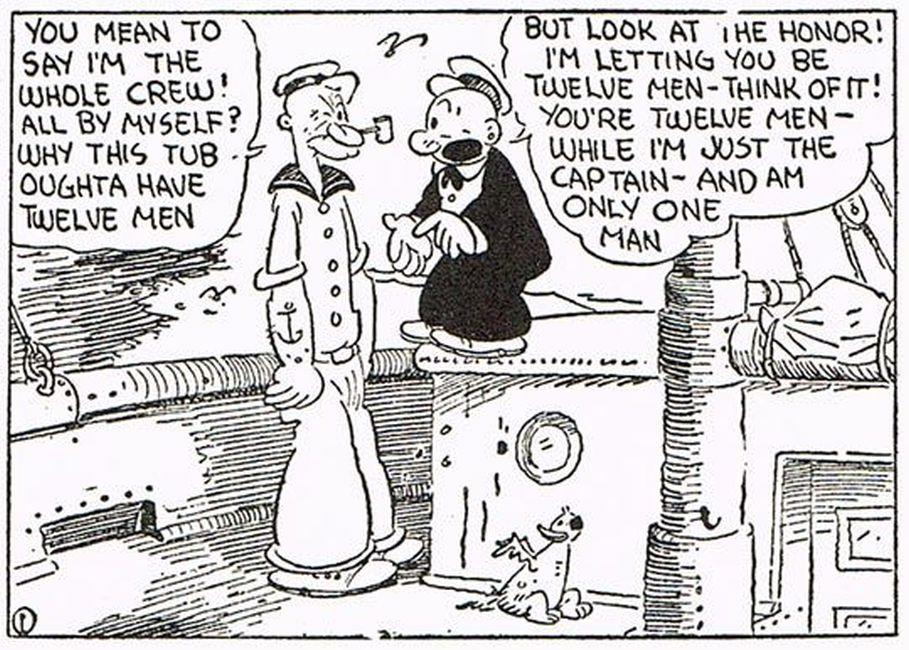 YOU MEAN TO
SAY I'M THE
WHOLE CREW!
ALL BY MYSELF?
WHY THIS TUB
OUGHTA HAVE
TWELVE MEN
BUT LOOK AT THE HONOR!
I'M LETTING YOU BE
TWELVE MEN - THINK OF IT!
YOU'RE TWELVE MEN -
WHILE I'M JUST THE
CAPTAIN - AND AM
ONLY ONE
MAN
1